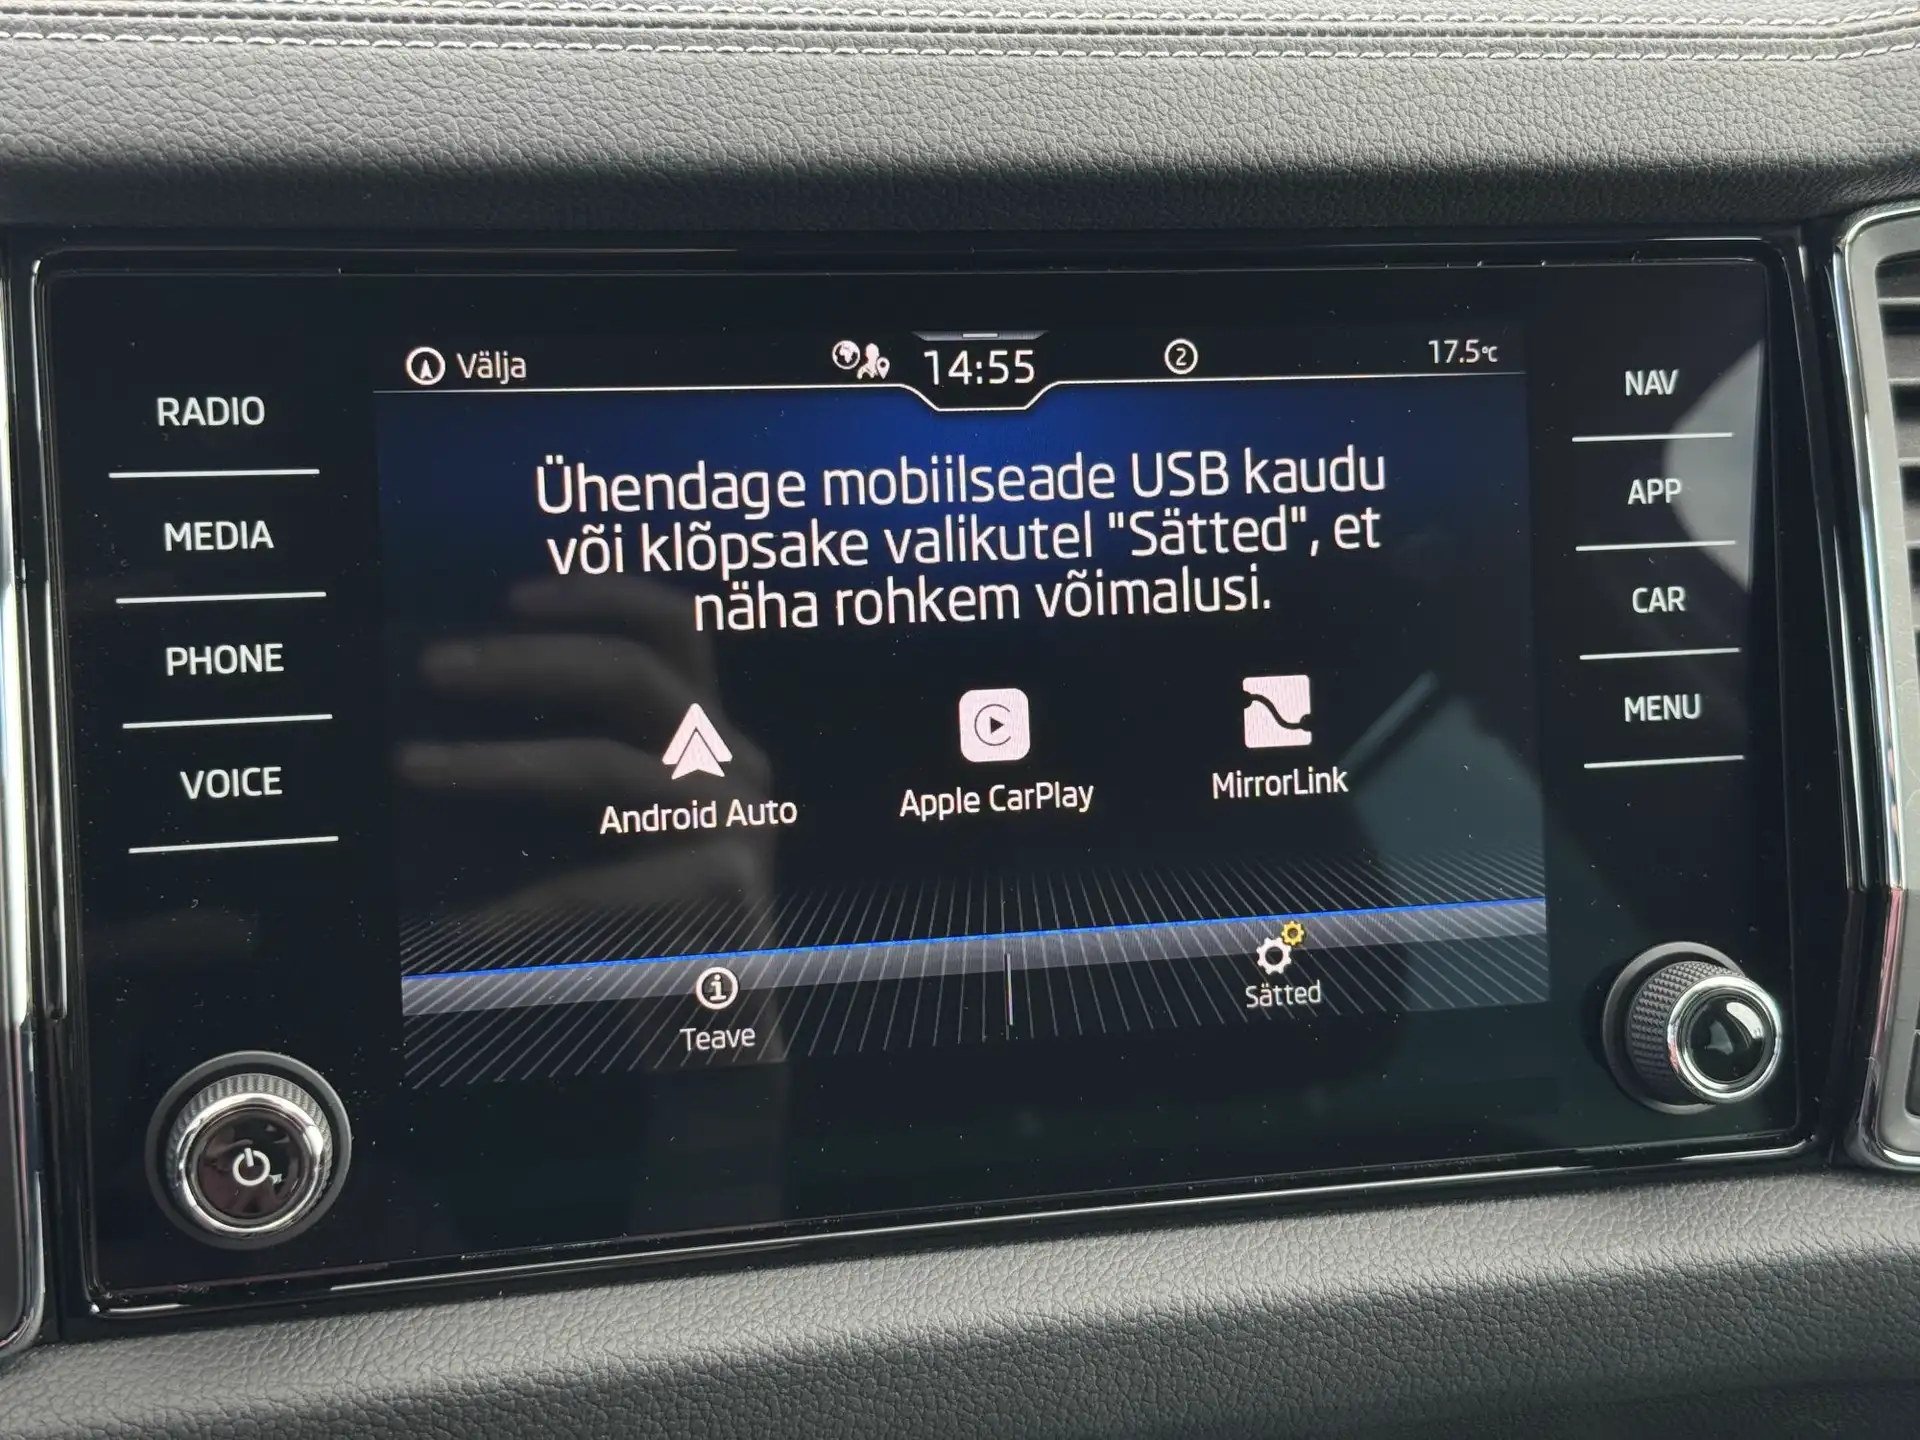 Välja 14:55 2 17.5°C
RADIO
MEDIA
PHONE
VOICE
Ühendage mobiilseade USB kaudu
või klõpsake valikutel "Sätted", et
näha rohkem võimalusi.
Android Auto
Apple CarPlay
MirrorLink
Teave
Sätted
NAV
APP
CAR
MENU